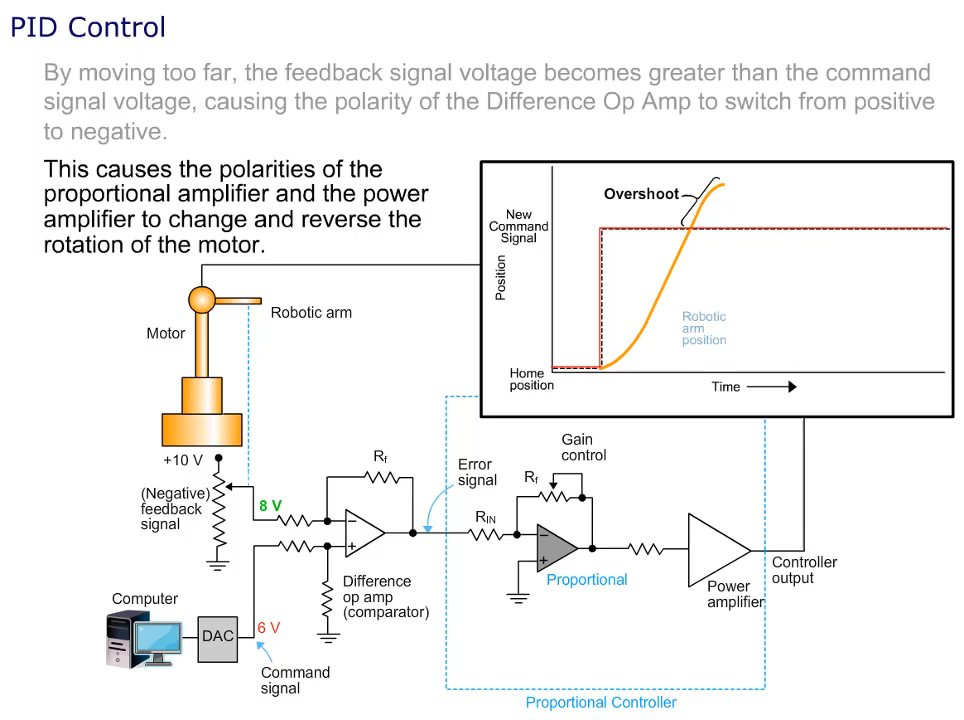 PID Control
By moving too far, the feedback signal voltage becomes greater than the command
signal voltage, causing the polarity of the Difference Op Amp to switch from positive
to negative.
This causes the polarities of the
proportional amplifier and the power
amplifier to change and reverse the
rotation of the motor.
Overshoot
New
Command
Signal
Position
Robotic
arm
position
Home
position
Time
Robotic arm
Motor
+10 V
(Negative)
feedback
signal
8 V
Rf
Error
signal
Gain
control
Rf
RIN
−
+
−
+
Proportional
Difference
op amp
(comparator)
Power
amplifier
Controller
output
Computer
DAC
6 V
Command
signal
Proportional Controller